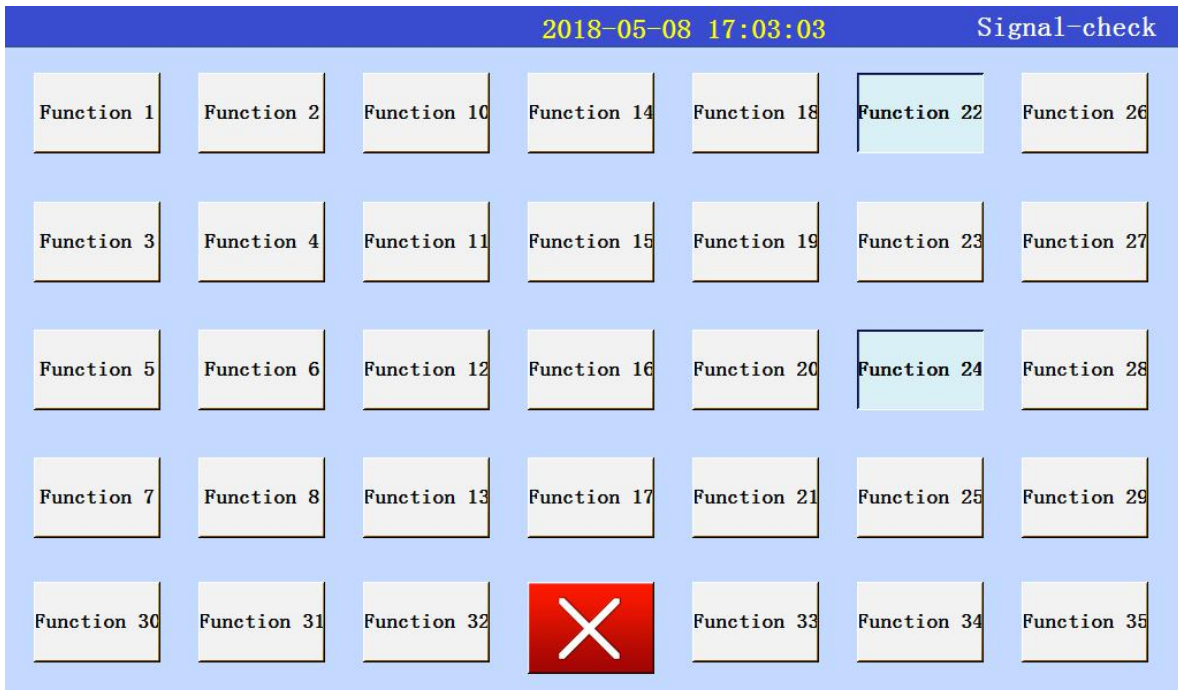 2018-05-08 17:03:03 Signal-check
Function 1 Function 2 Function 10 Function 14 Function 18 Function 22 Function 26
Function 3 Function 4 Function 11 Function 15 Function 19 Function 23 Function 27
Function 5 Function 6 Function 12 Function 16 Function 20 Function 24 Function 28
Function 7 Function 8 Function 13 Function 17 Function 21 Function 25 Function 29
Function 30 Function 31 Function 32 Function 33 Function 34 Function 35